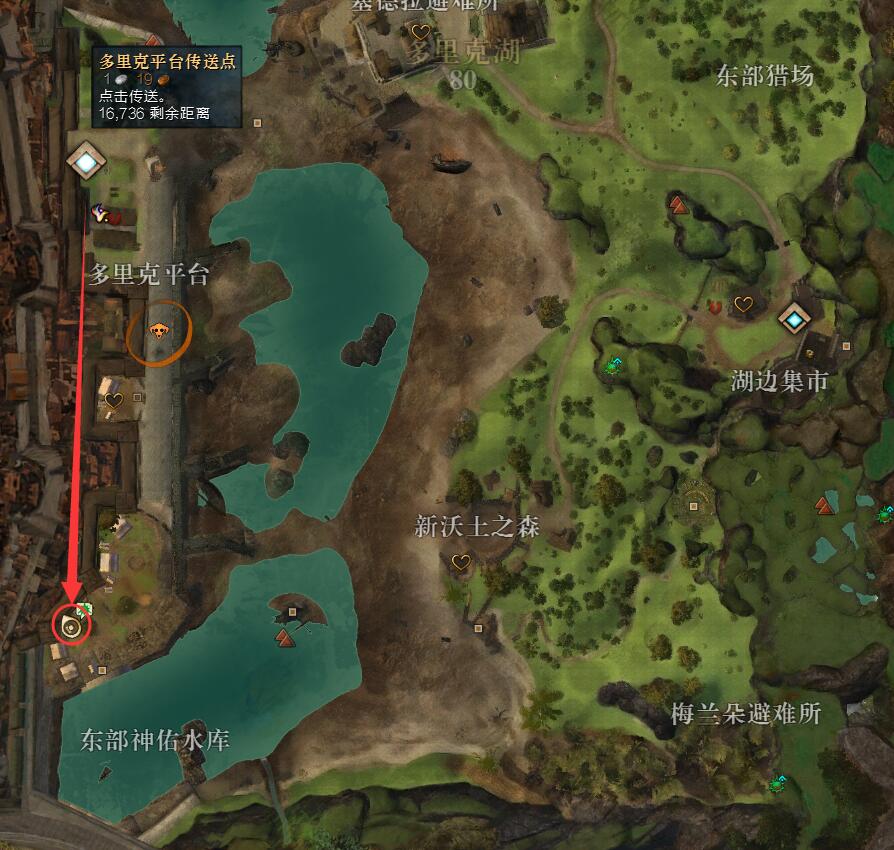 塞德拉避难所
多里克平台传送点
1 19
点击传送。
16,736 剩余距离
多里克湖
80
东部猎场
多里克平台
湖边集市
新沃土之森
梅兰朵避难所
东部神佑水库